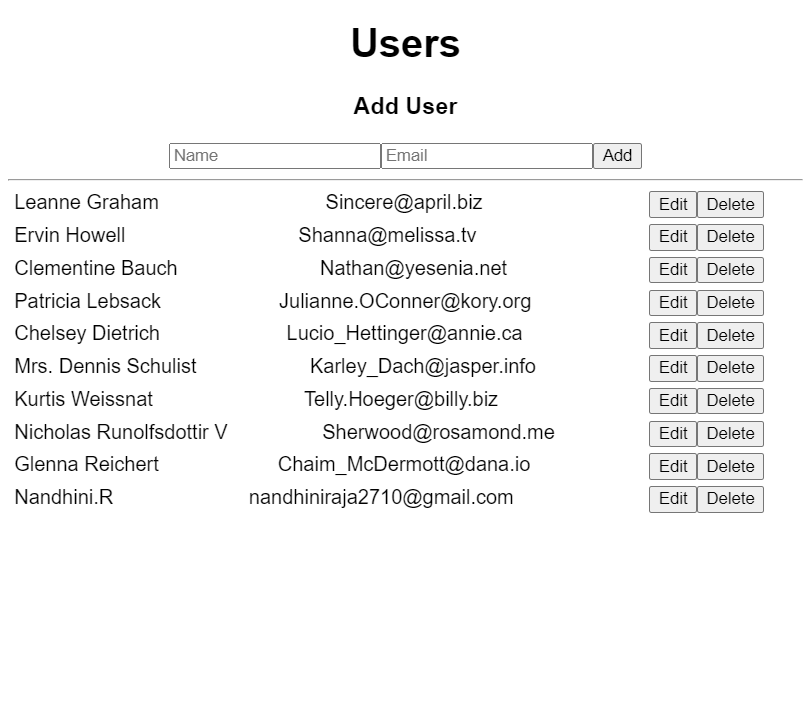 Users
Add User
Name Email Add
Leanne Graham Sincere@april.biz Edit Delete
Ervin Howell Shanna@melissa.tv Edit Delete
Clementine Bauch Nathan@yesenia.net Edit Delete
Patricia Lebsack Julianne.OConner@kory.org Edit Delete
Chelsey Dietrich Lucio_Hettinger@annie.ca Edit Delete
Mrs. Dennis Schulist Karley_Dach@jasper.info Edit Delete
Kurtis Weissnat Telly.Hoeger@billy.biz Edit Delete
Nicholas Runolfsdottir V Sherwood@rosamond.me Edit Delete
Glenna Reichert Chaim_McDermott@dana.io Edit Delete
Nandhini.R nandhiniraja2710@gmail.com Edit Delete